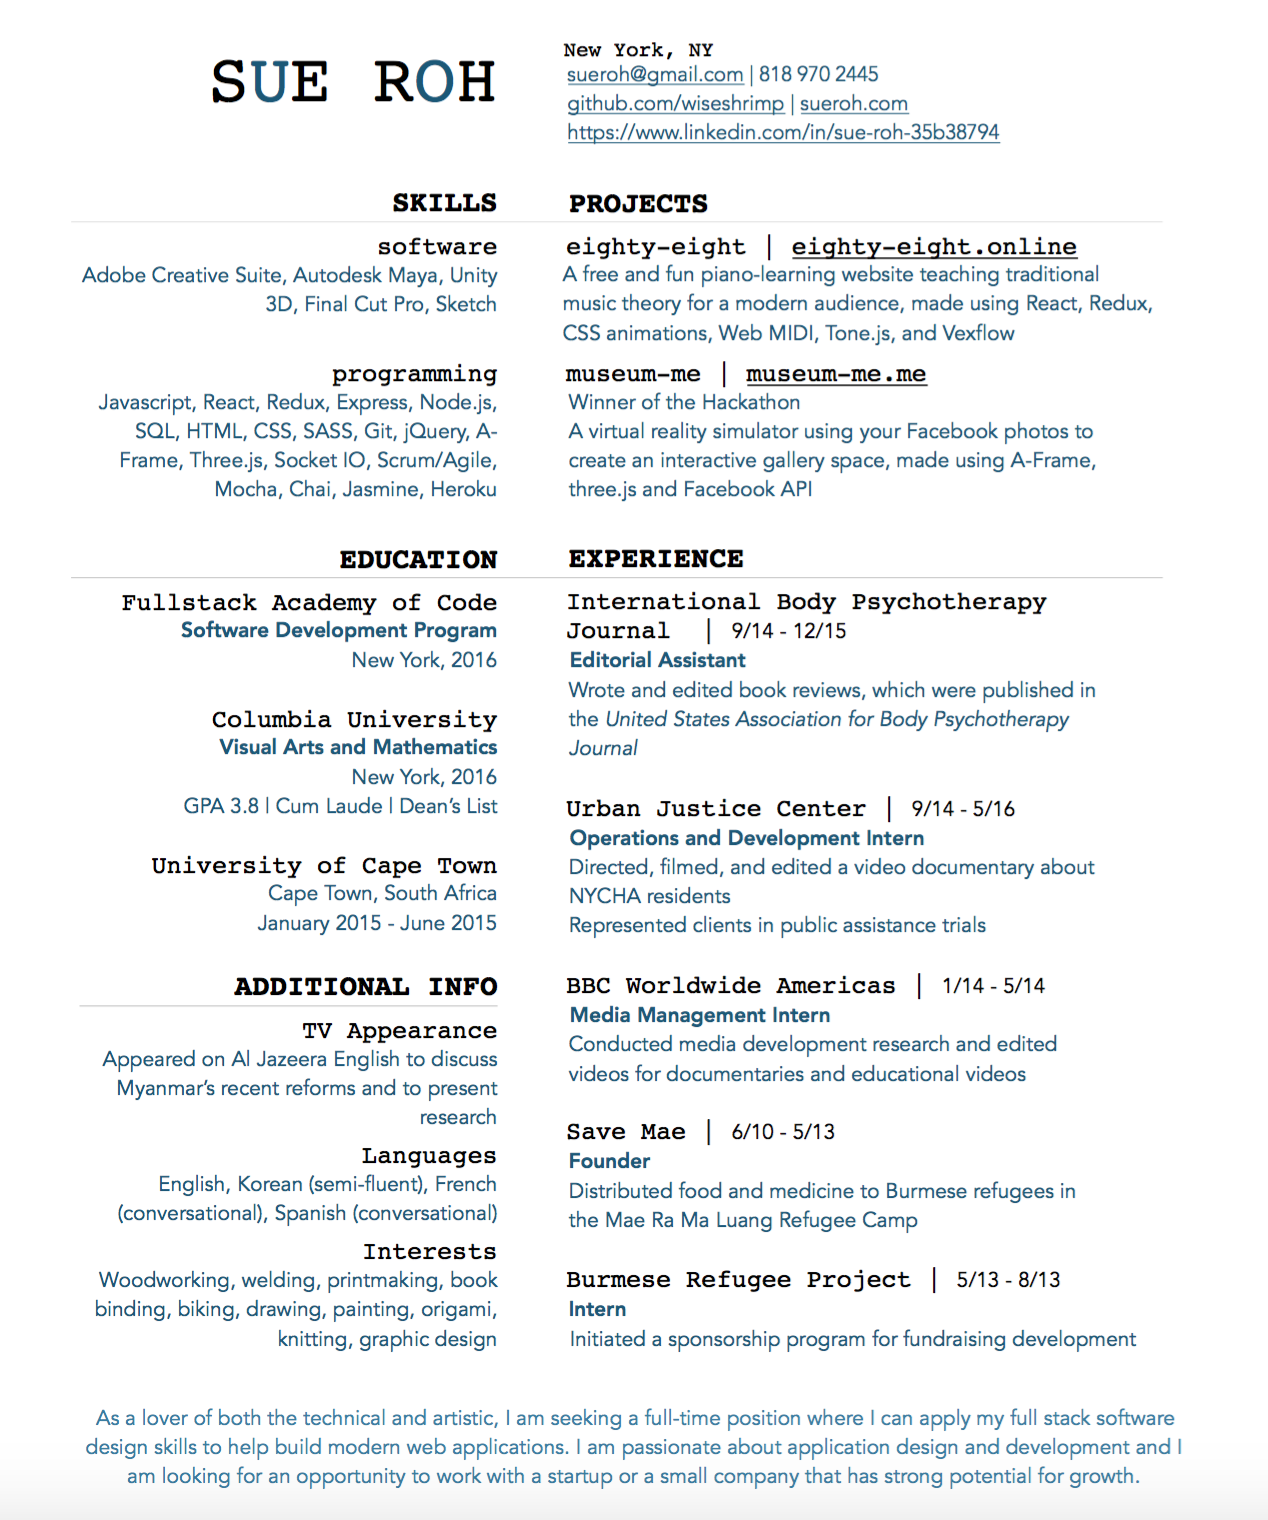 SUE ROH
New York, NY
sueroh@gmail.com | 818 970 2445
github.com/wiseshrimp | sueroh.com
https://www.linkedin.com/in/sue-roh-35b38794
SKILLS
software
Adobe Creative Suite, Autodesk Maya, Unity
3D, Final Cut Pro, Sketch
programming
Javascript, React, Redux, Express, Node.js,
SQL, HTML, CSS, SASS, Git, jQuery, A-
Frame, Three.js, Socket IO, Scrum/Agile,
Mocha, Chai, Jasmine, Heroku
EDUCATION
Fullstack Academy of Code
Software Development Program
New York, 2016
Columbia University
Visual Arts and Mathematics
New York, 2016
GPA 3.8 | Cum Laude | Dean's List
University of Cape Town
Cape Town, South Africa
January 2015 - June 2015
ADDITIONAL INFO
TV Appearance
Appeared on Al Jazeera English to discuss
Myanmar's recent reforms and to present
research
Languages
English, Korean (semi-fluent), French
(conversational), Spanish (conversational)
Interests
Woodworking, welding, printmaking, book
binding, biking, drawing, painting, origami,
knitting, graphic design
PROJECTS
eighty-eight | eighty-eight.online
A free and fun piano-learning website teaching traditional
music theory for a modern audience, made using React, Redux,
CSS animations, Web MIDI, Tone.js, and Vexflow
museum-me | museum-me.me
Winner of the Hackathon
A virtual reality simulator using your Facebook photos to
create an interactive gallery space, made using A-Frame,
three.js and Facebook API
EXPERIENCE
International Body Psychotherapy
Journal | 9/14 - 12/15
Editorial Assistant
Wrote and edited book reviews, which were published in
the United States Association for Body Psychotherapy
Journal
Urban Justice Center | 9/14 - 5/16
Operations and Development Intern
Directed, filmed, and edited a video documentary about
NYCHA residents
Represented clients in public assistance trials
BBC Worldwide Americas | 1/14 - 5/14
Media Management Intern
Conducted media development research and edited
videos for documentaries and educational videos
Save Mae | 6/10 - 5/13
Founder
Distributed food and medicine to Burmese refugees in
the Mae Ra Ma Luang Refugee Camp
Burmese Refugee Project | 5/13 - 8/13
Intern
Initiated a sponsorship program for fundraising development
As a lover of both the technical and artistic, I am seeking a full-time position where I can apply my full stack software
design skills to help build modern web applications. I am passionate about application design and development and I
am looking for an opportunity to work with a startup or a small company that has strong potential for growth.